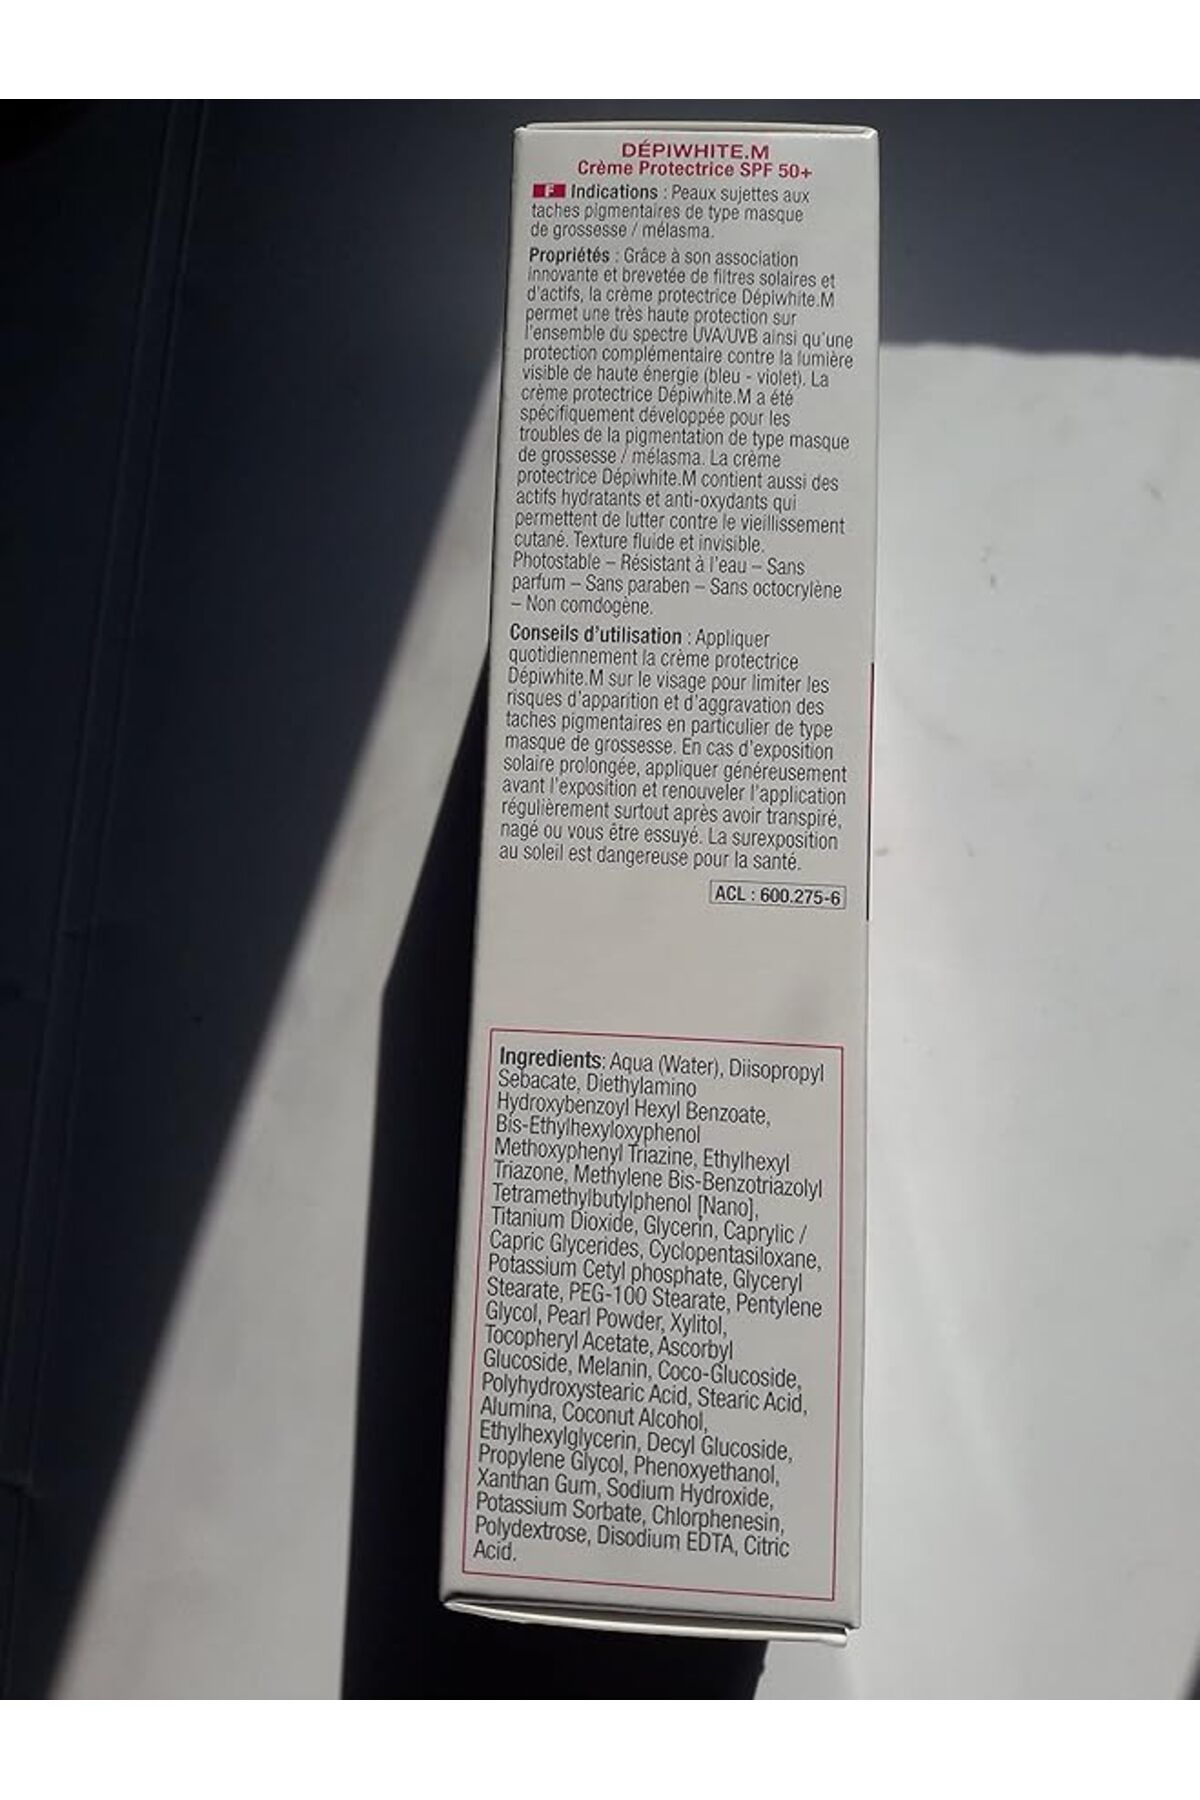 DÉPIWHITE.M
Crème Protectrice SPF 50+
F Indications : Peaux sujettes aux
taches pigmentaires de type masque
de grossesse / mélasma.
Propriétés : Grâce à son association
innovante et brevetée de filtres solaires et
d'actifs, la crème protectrice Dépiwhite.M
permet une très haute protection sur
l'ensemble du spectre UVA/UVB ainsi qu'une
protection complémentaire contre la lumière
visible de haute énergie (bleu - violet). La
crème protectrice Dépiwhite.M a été
spécifiquement développée pour les
troubles de la pigmentation de type masque
de grossesse / mélasma. La crème
protectrice Dépiwhite.M contient aussi des
actifs hydratants et anti-oxydants qui
permettent de lutter contre le vieillissement
cutané. Texture fluide et invisible.
Photostable – Résistant à l'eau – Sans
parfum – Sans paraben – Sans octocrylène
– Non comdogène.
Conseils d'utilisation : Appliquer
quotidiennement la crème protectrice
Dépiwhite.M sur le visage pour limiter les
risques d'apparition et d'aggravation des
taches pigmentaires en particulier de type
masque de grossesse. En cas d'exposition
solaire prolongée, appliquer généreusement
avant l'exposition et renouveler l'application
régulièrement surtout après avoir transpiré,
nagé ou vous être essuyé. La surexposition
au soleil est dangereuse pour la santé.
ACL : 600.275-6
Ingredients: Aqua (Water), Diisopropyl
Sebacate, Diethylamino
Hydroxybenzoyl Hexyl Benzoate,
Bis-Ethylhexyloxyphenol
Methoxyphenyl Triazine, Ethylhexyl
Triazone, Methylene Bis-Benzotriazolyl
Tetramethylbutylphenol [Nano],
Titanium Dioxide, Glycerin, Caprylic /
Capric Glycerides, Cyclopentasiloxane,
Potassium Cetyl phosphate, Glyceryl
Stearate, PEG-100 Stearate, Pentylene
Glycol, Pearl Powder, Xylitol,
Tocopheryl Acetate, Ascorbyl
Glucoside, Melanin, Coco-Glucoside,
Polyhydroxystearic Acid, Stearic Acid,
Alumina, Coconut Alcohol,
Ethylhexylglycerin, Decyl Glucoside,
Propylene Glycol, Phenoxyethanol,
Xanthan Gum, Sodium Hydroxide,
Potassium Sorbate, Chlorphenesin,
Polydextrose, Disodium EDTA, Citric
Acid.